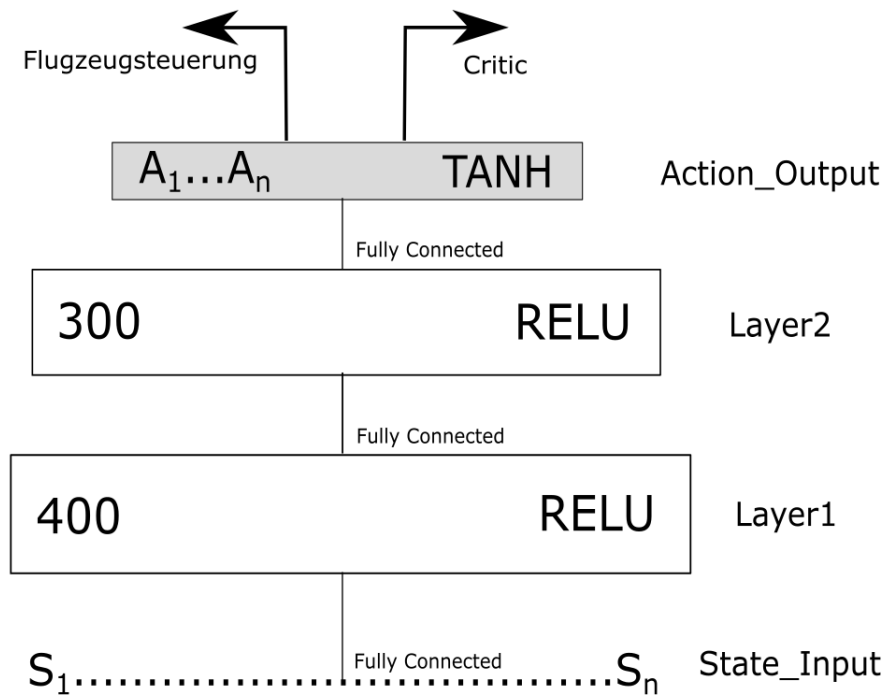 Flugzeugsteuerung
Critic
A₁...Aₙ TANH Action_Output
Fully Connected
300 RELU Layer2
Fully Connected
400 RELU Layer1
Fully Connected
S₁..................................Sₙ State_Input